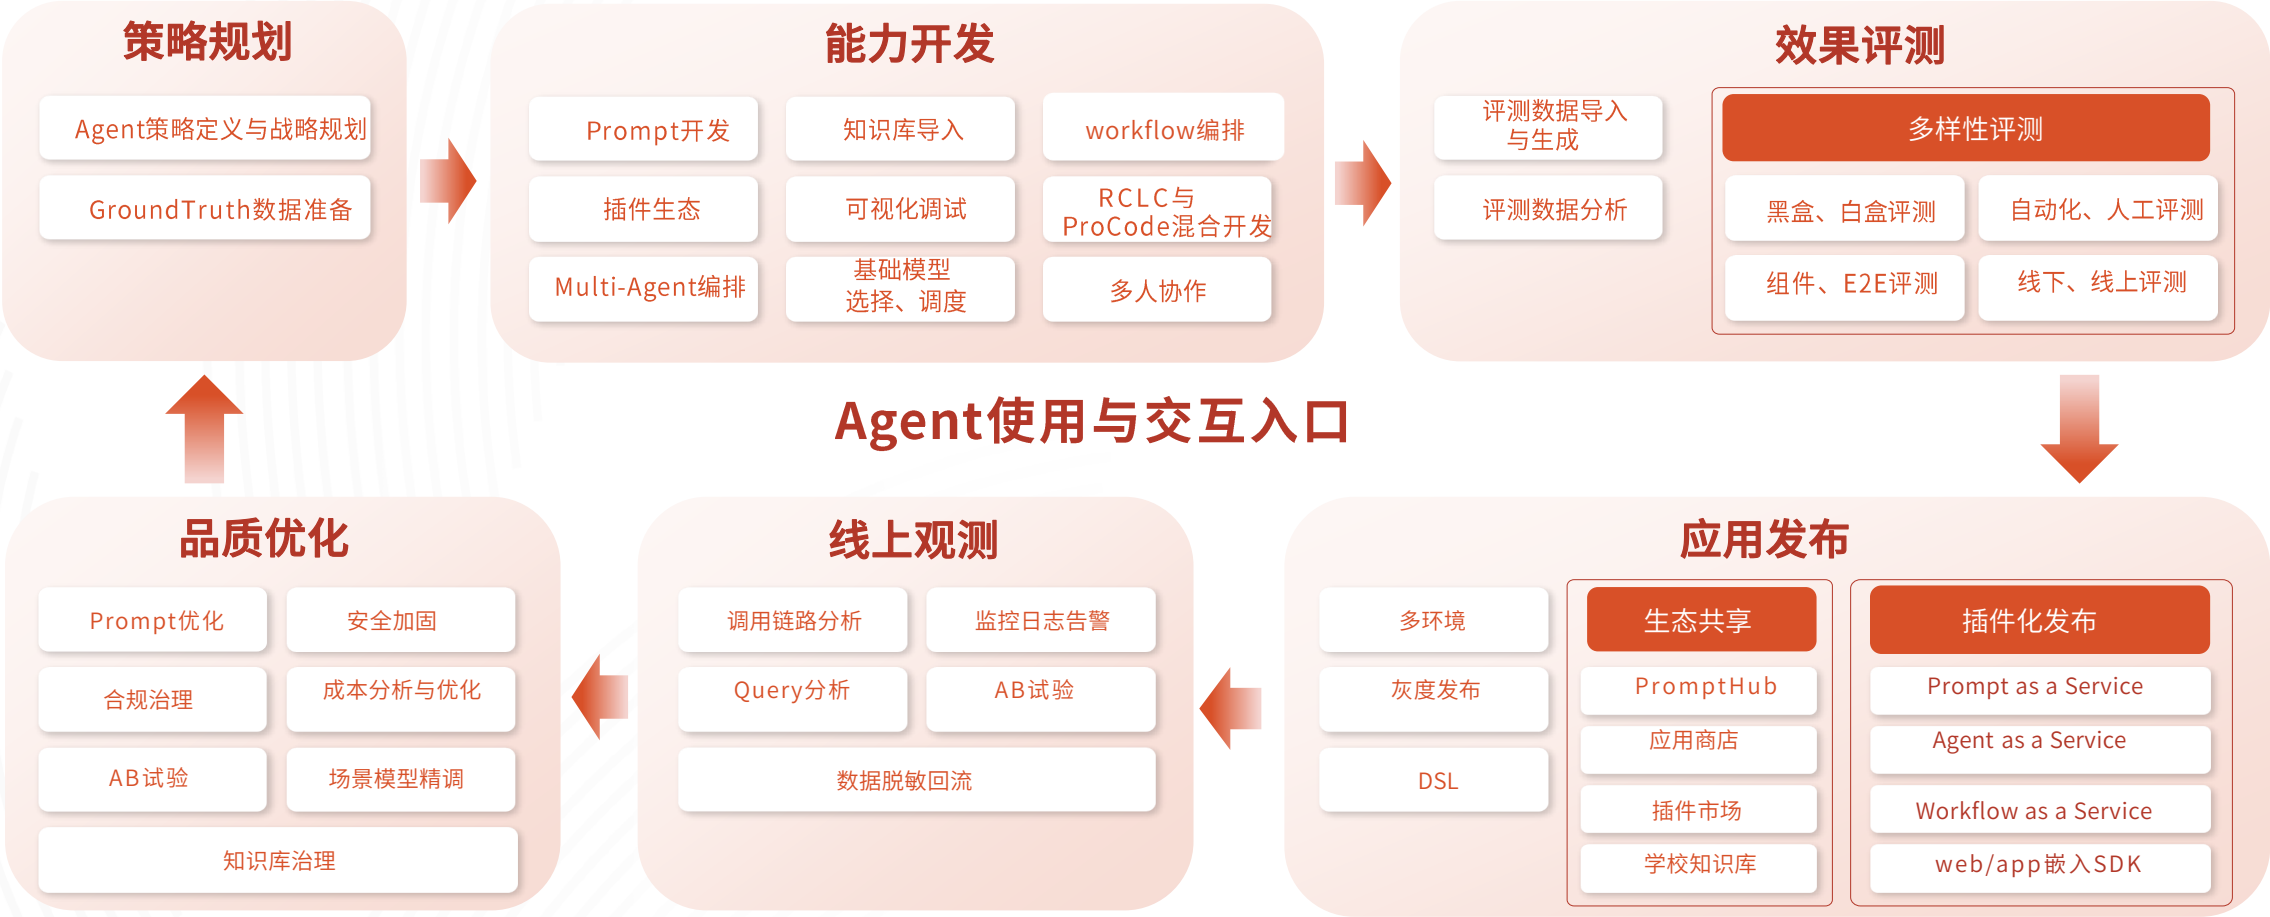 策略规划
Agent策略定义与战略规划
GroundTruth数据准备
能力开发
Prompt开发
知识库导入
workflow编排
插件生态
可视化调试
RCLC与
ProCode混合开发
Multi-Agent编排
基础模型
选择、调度
多人协作
效果评测
评测数据导入
与生成
评测数据分析
多样性评测
黑盒、白盒评测
自动化、人工评测
组件、E2E评测
线下、线上评测
Agent使用与交互入口
品质优化
Prompt优化
安全加固
合规治理
成本分析与优化
AB试验
场景模型精调
知识库治理
线上观测
调用链路分析
监控日志告警
Query分析
AB试验
数据脱敏回流
应用发布
多环境
灰度发布
DSL
生态共享
PromptHub
应用商店
插件市场
学校知识库
插件化发布
Prompt as a Service
Agent as a Service
Workflow as a Service
web/app嵌入SDK